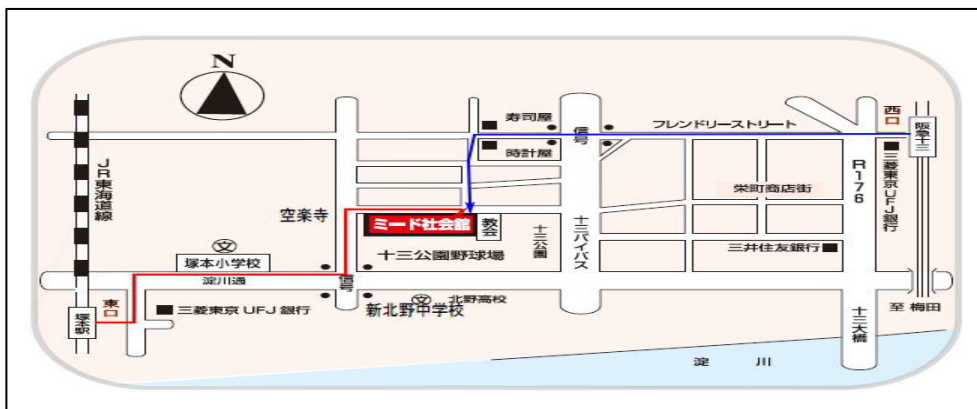 N
寿司屋
時計屋
信号
フレンドリーストリート
西口
阪急十三
三菱東京UFJ銀行
R176
栄町商店街
三井住友銀行
JR東海道線
空楽寺
ミード社会館
教会
十三公園
十三バイパス
文
塚本小学校
十三公園野球場
淀川通
信号
東口
塚本駅
三菱東京UFJ銀行
文
北野高校
新北野中学校
十三大橋
至 梅田
淀 川